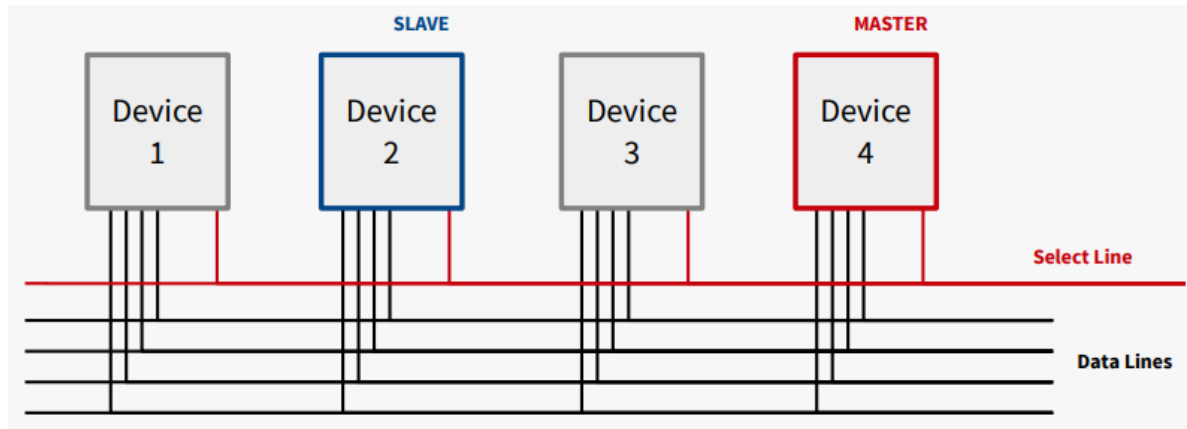 SLAVE
MASTER
Device
1
Device
2
Device
3
Device
4
Select Line
Data Lines